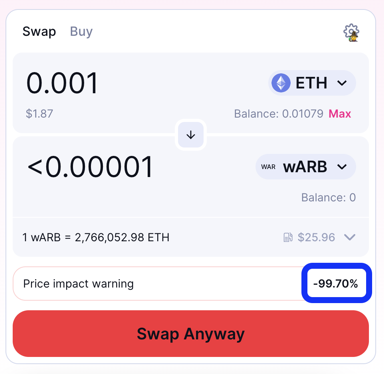 Swap Buy
0.001 ETH
$1.87 Balance: 0.01079 Max
<0.00001 WAR wARB
Balance: 0
1 wARB = 2,766,052.98 ETH $25.96
Price impact warning -99.70%
Swap Anyway